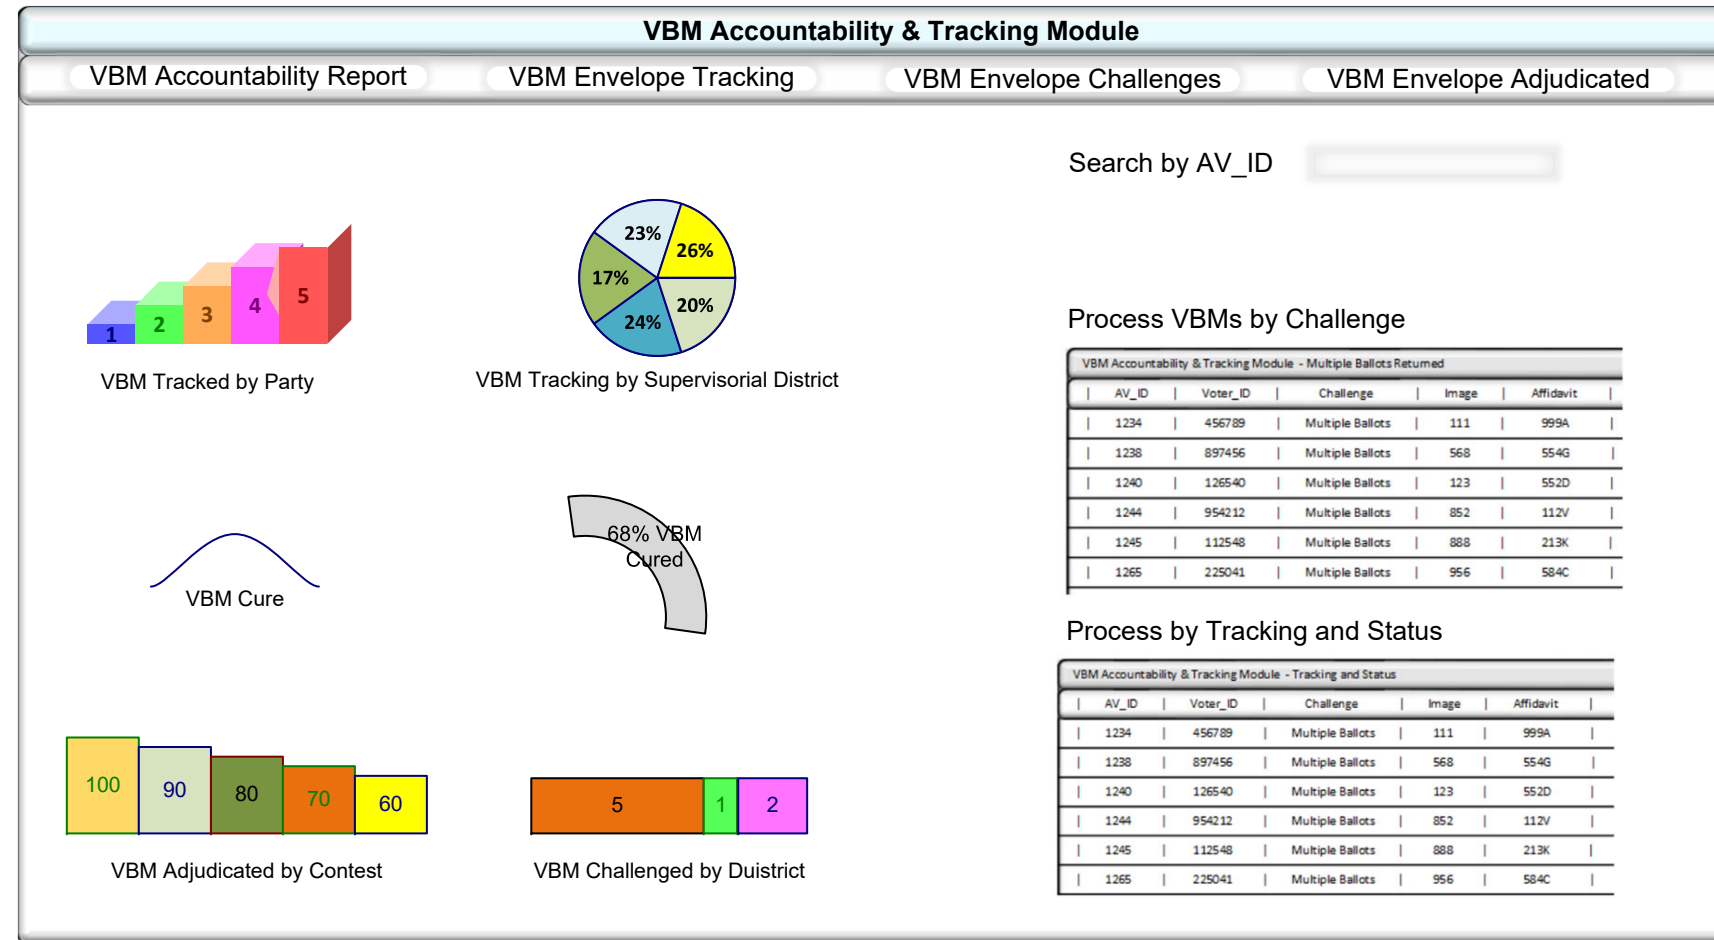 VBM Accountability & Tracking Module
VBM Accountability Report VBM Envelope Tracking VBM Envelope Challenges VBM Envelope Adjudicated
Search by AV_ID
1 2 3 4 5
VBM Tracked by Party
23% 26% 17% 20% 24%
VBM Tracking by Supervisorial District
VBM Cure
68% VBM
Cured
100 90 80 70 60
VBM Adjudicated by Contest
5 1 2
VBM Challenged by Duistrict
Process VBMs by Challenge
VBM Accountability & Tracking Module - Multiple Ballots Returned
| AV_ID | Voter_ID | Challenge | Image | Affidavit |
| 1234 | 456789 | Multiple Ballots | 111 | 999A |
| 1238 | 897456 | Multiple Ballots | 568 | 554G |
| 1240 | 126540 | Multiple Ballots | 123 | 552D |
| 1244 | 954212 | Multiple Ballots | 852 | 112V |
| 1245 | 112548 | Multiple Ballots | 888 | 213K |
| 1265 | 225041 | Multiple Ballots | 956 | 584C |
Process by Tracking and Status
VBM Accountability & Tracking Module - Tracking and Status
| AV_ID | Voter_ID | Challenge | Image | Affidavit |
| 1234 | 456789 | Multiple Ballots | 111 | 999A |
| 1238 | 897456 | Multiple Ballots | 568 | 554G |
| 1240 | 126540 | Multiple Ballots | 123 | 552D |
| 1244 | 954212 | Multiple Ballots | 852 | 112V |
| 1245 | 112548 | Multiple Ballots | 888 | 213K |
| 1265 | 225041 | Multiple Ballots | 956 | 584C |